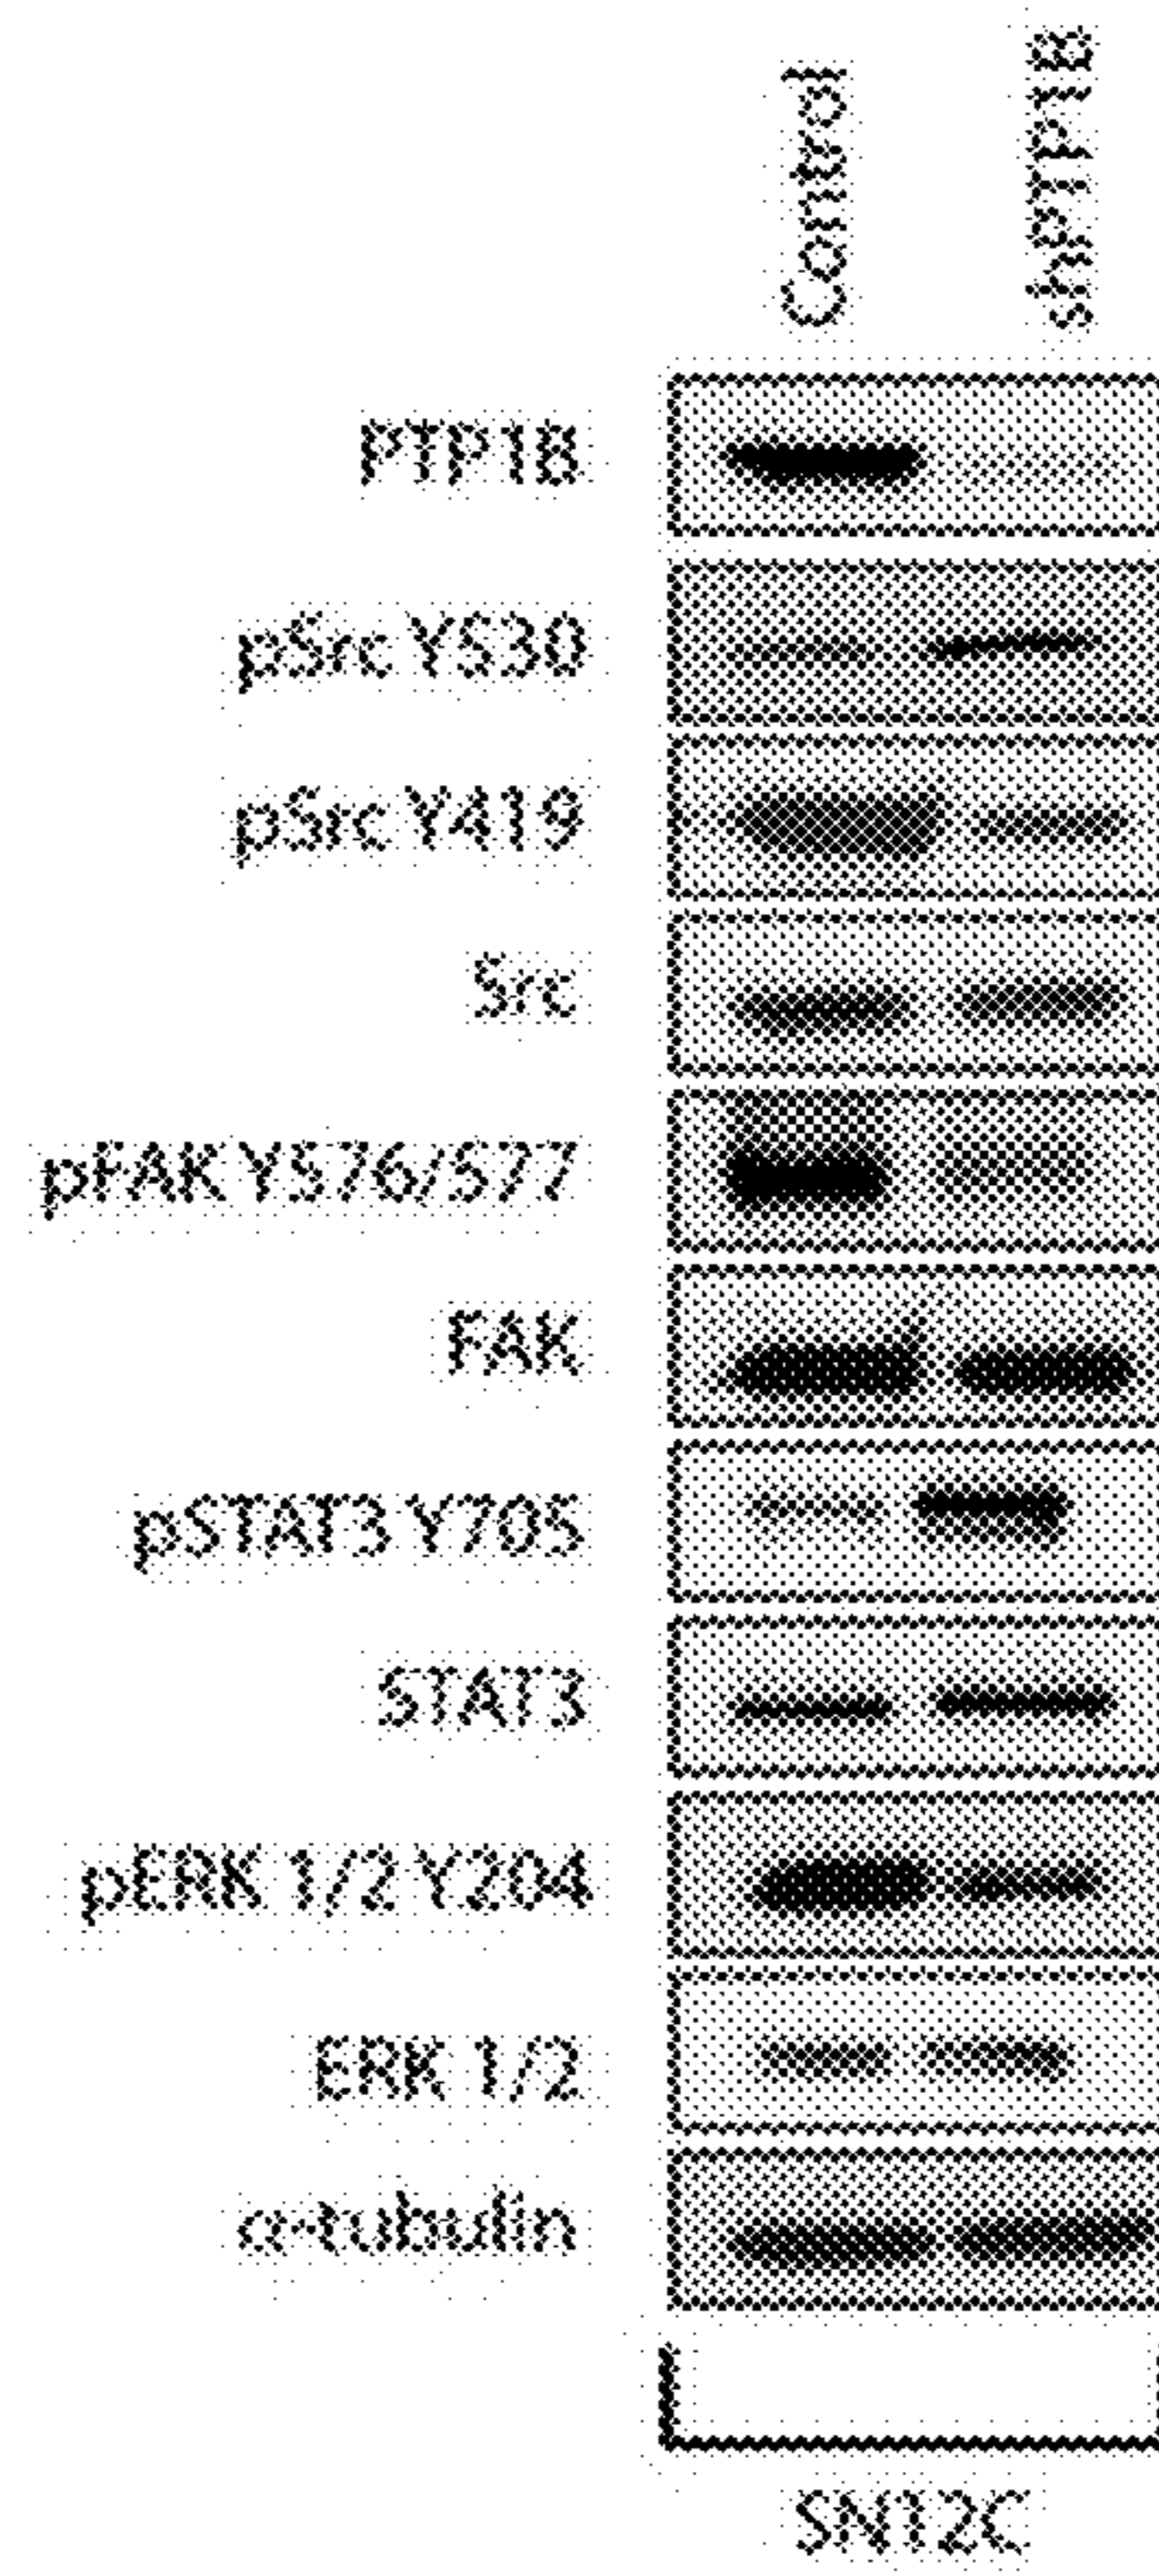 Control
shPTP1B
PTP1B
pSrc Y530
pSrc Y419
Src
pFAK Y576/577
FAK
pSTAT3 Y705
STAT3
pERK 1/2 Y204
ERK 1/2
α-tubulin
SN12C